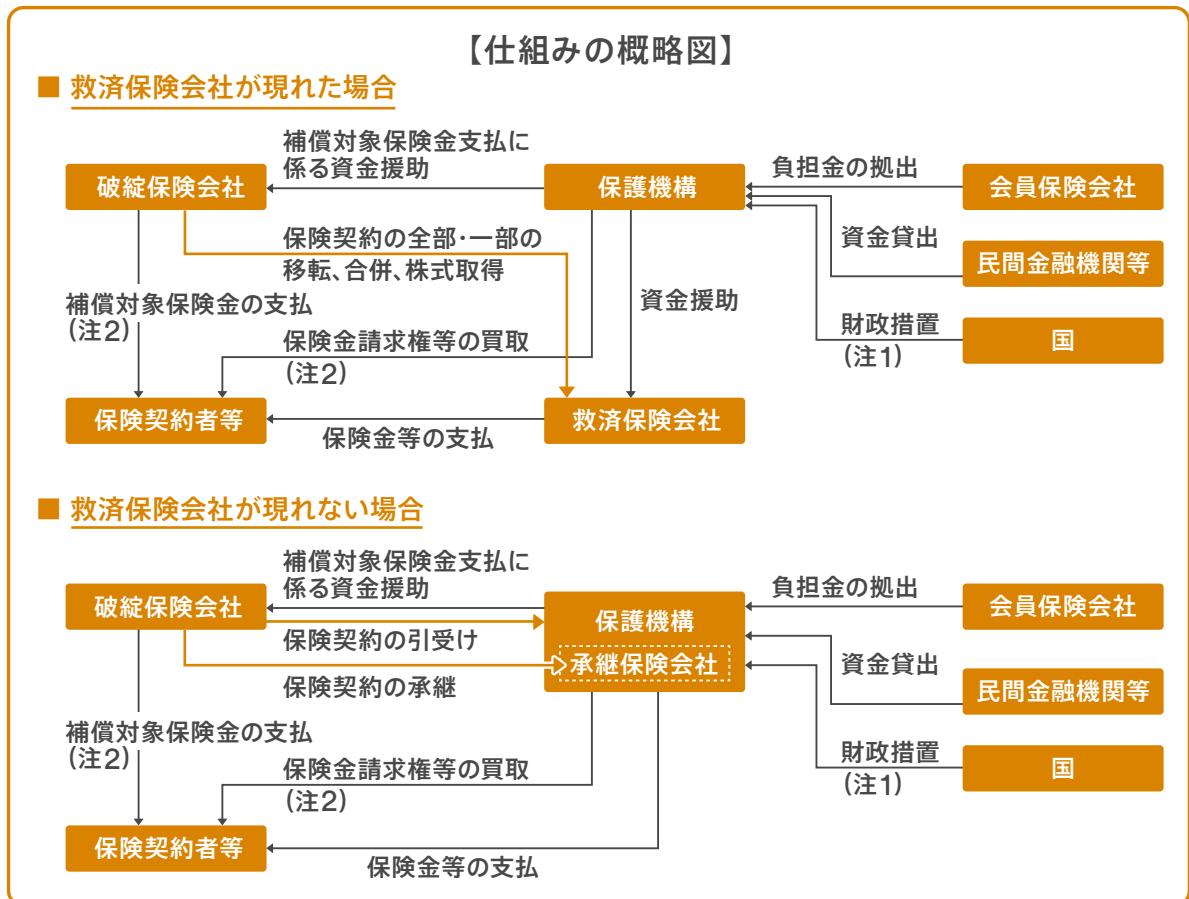 【仕組みの概略図】
■ 救済保険会社が現れた場合
補償対象保険金支払に
係る資金援助
負担金の拠出
破綻保険会社
保護機構
会員保険会社
保険契約の全部・一部の
移転、合併、株式取得
資金貸出
民間金融機関等
補償対象保険金の支払
(注2)
資金援助
財政措置
(注1)
国
保険金請求権等の買取
(注2)
保険契約者等
救済保険会社
保険金等の支払
■ 救済保険会社が現れない場合
補償対象保険金支払に
係る資金援助
負担金の拠出
破綻保険会社
保護機構
会員保険会社
保険契約の引受け
承継保険会社
資金貸出
保険契約の承継
民間金融機関等
補償対象保険金の支払
(注2)
財政措置
(注1)
国
保険金請求権等の買取
(注2)
保険契約者等
保険金等の支払